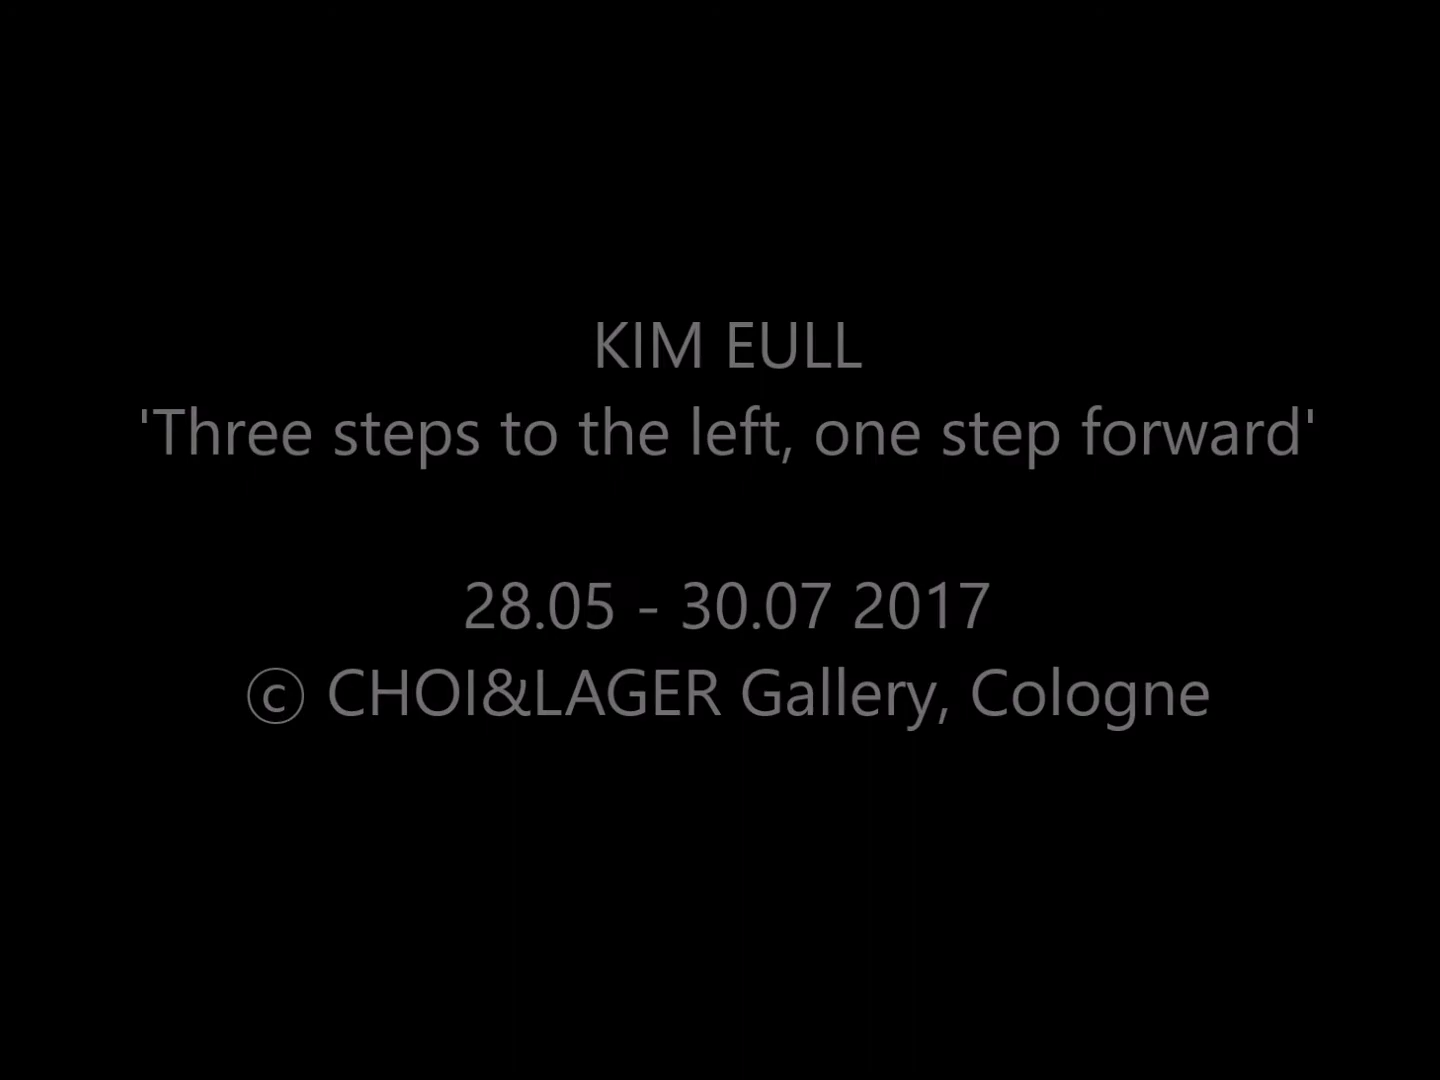 KIM EULL
'Three steps to the left, one step forward'
28.05 - 30.07 2017
ⓒ CHOI&LAGER Gallery, Cologne